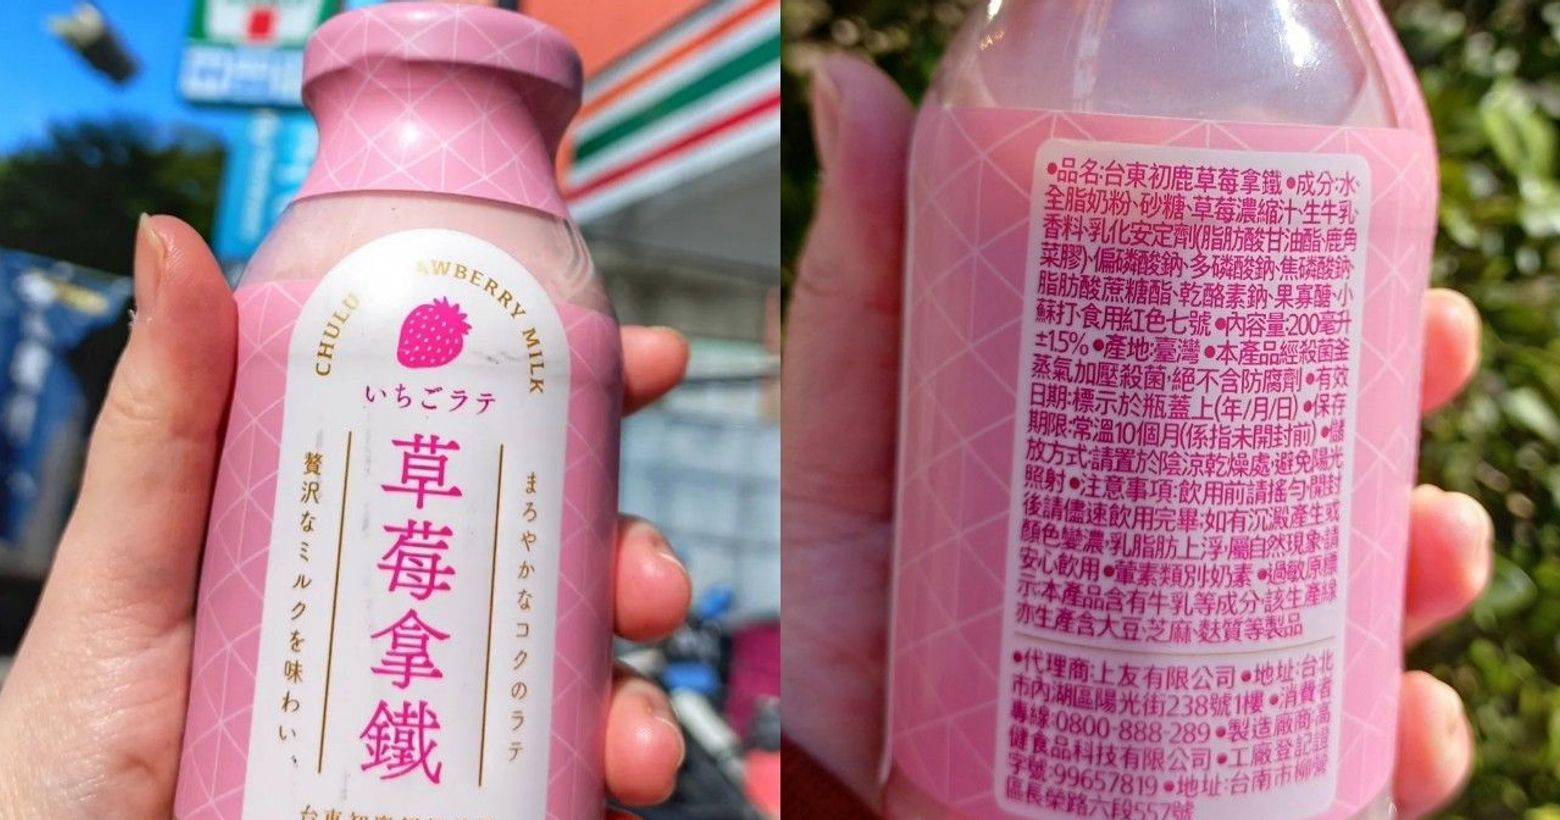 CHULU
AWBERRY MILK
いちごラテ
草莓拿鐵
贅沢なミルクを味わい、
まろやかなコクのラテ
●品名:台東初鹿草莓拿鐵 ●成分:水、
全脂奶粉、砂糖、草莓濃縮汁、生牛乳、
香料、乳化安定劑(脂肪酸甘油酯、鹿角
菜膠)、偏磷酸鈉、多磷酸鈉、焦磷酸鈉、
脂肪酸蔗糖酯、乾酪素鈉、果寡醣、小
蘇打、食用紅色七號 ●內容量:200毫升
±1.5% ●產地:臺灣 ●本產品經殺菌釜
蒸氣加壓殺菌,絕不含防腐劑 ●有效
日期:標示於瓶蓋上(年/月/日) ●保存
期限:常溫10個月(係指未開封前) ●儲
放方式:請置於陰涼乾燥處,避免陽光
照射 ●注意事項:飲用前請搖勻,開封
後請儘速飲用完畢,如有沉澱產生或
顏色變濃,乳脂肪上浮,屬自然現象,請
安心飲用 ●葷素類別:奶素 ●過敏原標
示:本產品含有牛乳等成分,該生產線
亦生產含大豆、芝麻、麩質等製品
●代理商:上友有限公司 ●地址:台北
市內湖區陽光街238號1樓 ●消費者
專線:0800-888-289 ●製造廠商:高
健食品科技有限公司 ●工廠登記證
字號:99657819 ●地址:台南市柳營
區長榮路六段557號